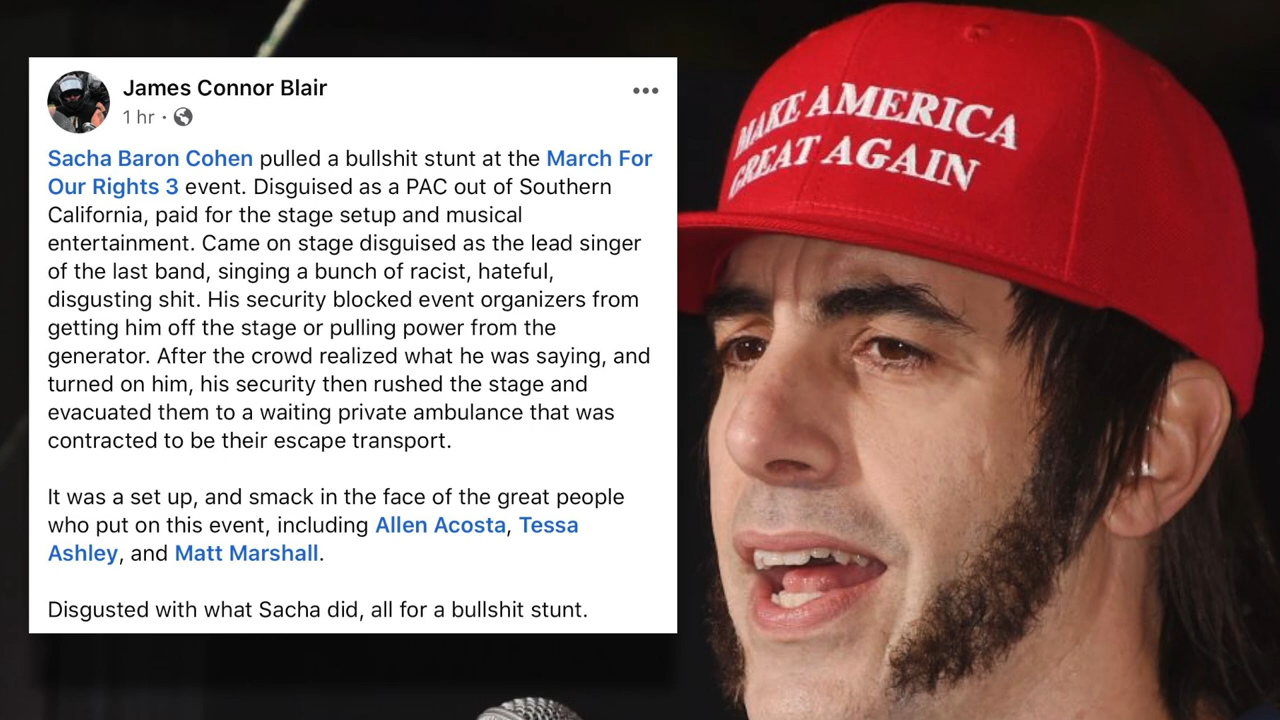 James Connor Blair
1 hr ·
Sacha Baron Cohen pulled a bullshit stunt at the March For
Our Rights 3 event. Disguised as a PAC out of Southern
California, paid for the stage setup and musical
entertainment. Came on stage disguised as the lead singer
of the last band, singing a bunch of racist, hateful,
disgusting shit. His security blocked event organizers from
getting him off the stage or pulling power from the
generator. After the crowd realized what he was saying, and
turned on him, his security then rushed the stage and
evacuated them to a waiting private ambulance that was
contracted to be their escape transport.
It was a set up, and smack in the face of the great people
who put on this event, including Allen Acosta, Tessa
Ashley, and Matt Marshall.
Disgusted with what Sacha did, all for a bullshit stunt.
MAKE AMERICA
GREAT AGAIN